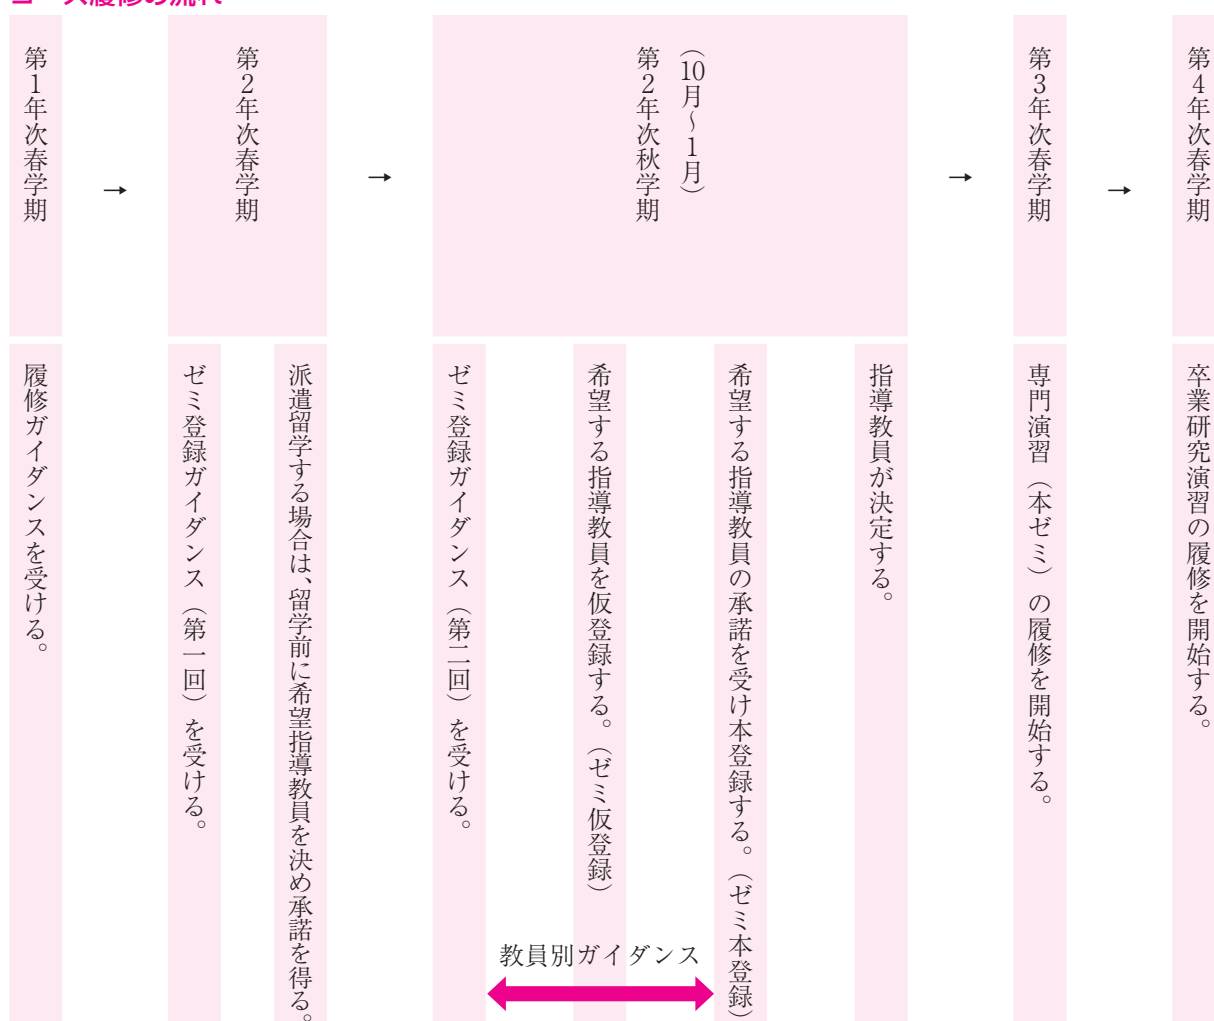 コース履修の流れ
第1年次春学期
→
第2年次春学期
→
第2年次秋学期
（10月～1月）
→
第3年次春学期
→
第4年次春学期
履修ガイダンスを受ける。
ゼミ登録ガイダンス（第一回）を受ける。
派遣留学する場合は、留学前に希望指導教員を決め承諾を得る。
ゼミ登録ガイダンス（第二回）を受ける。
希望する指導教員を仮登録する。（ゼミ仮登録）
希望する指導教員の承諾を受け本登録する。（ゼミ本登録）
教員別ガイダンス
指導教員が決定する。
専門演習（本ゼミ）の履修を開始する。
卒業研究演習の履修を開始する。